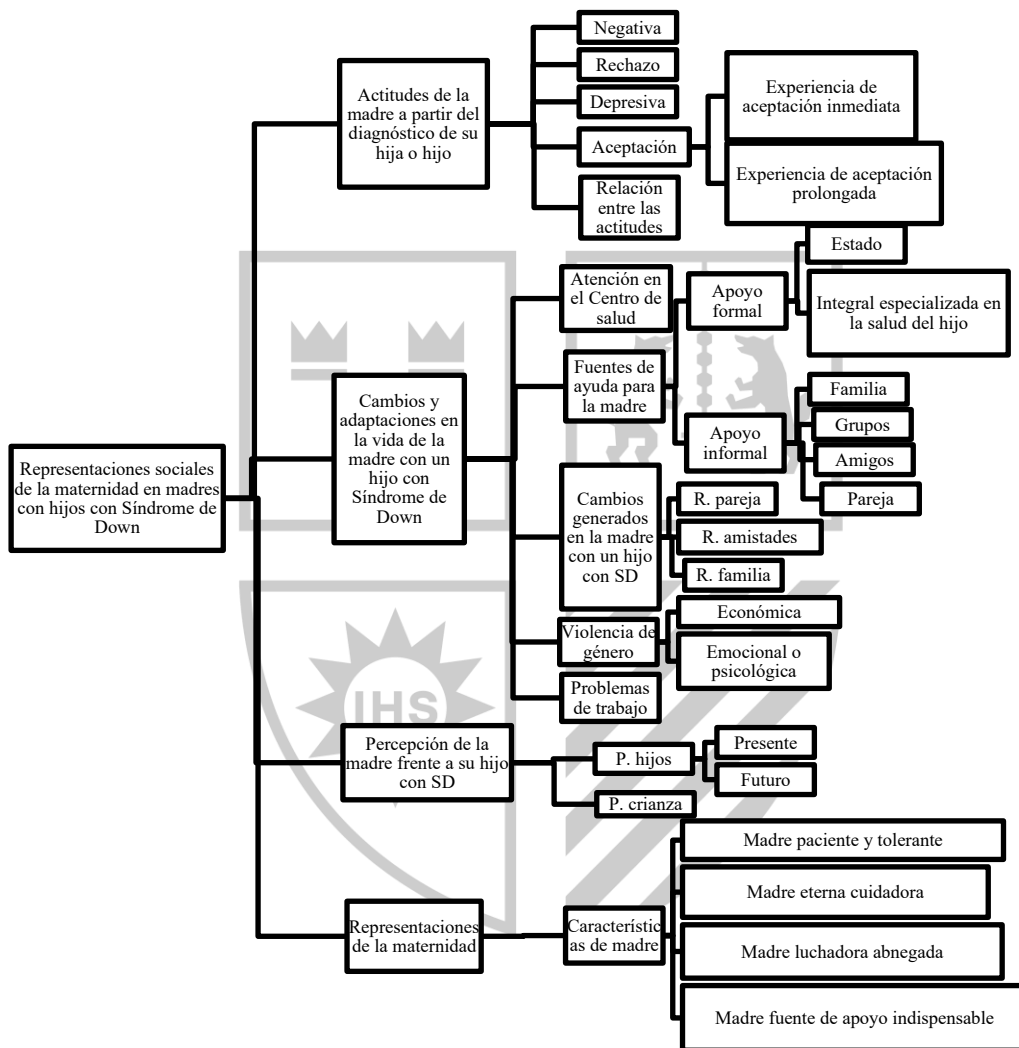 Representaciones sociales
de la maternidad en madres
con hijos con Síndrome de
Down
Actitudes de la
madre a partir del
diagnóstico de su
hija o hijo
Negativa
Rechazo
Depresiva
Aceptación
Experiencia de
aceptación inmediata
Experiencia de aceptación
prolongada
Relación
entre las
actitudes
Cambios y
adaptaciones en
la vida de la
madre con un
hijo con
Síndrome de
Down
Atención en
el Centro de
salud
Fuentes de
ayuda para
la madre
Apoyo
formal
Estado
Integral especializada en
la salud del hijo
Apoyo
informal
Familia
Grupos
Amigos
Pareja
Cambios
generados
en la madre
con un hijo
con SD
R. pareja
R. amistades
R. familia
Violencia de
género
Económica
Emocional o
psicológica
Problemas
de trabajo
Percepción de la
madre frente a su hijo
con SD
P. hijos
Presente
Futuro
P. crianza
Representaciones
de la maternidad
Característic
as de madre
Madre paciente y tolerante
Madre eterna cuidadora
Madre luchadora abnegada
Madre fuente de apoyo indispensable
IHS